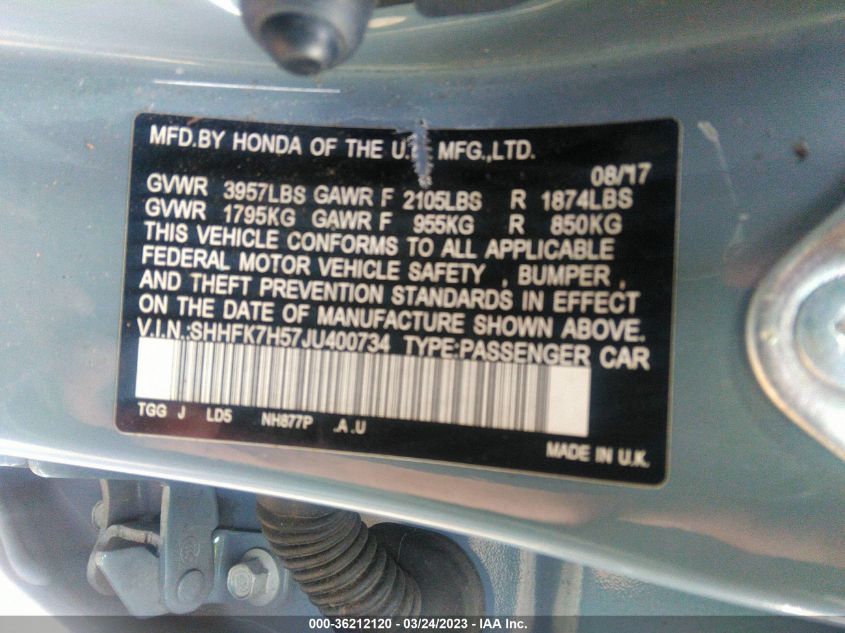 MFD.BY HONDA OF THE U. MFG.,LTD.
08/17
GVWR 3957LBS GAWR F 2105LBS R 1874LBS
GVWR 1795KG GAWR F 955KG R 850KG
THIS VEHICLE CONFORMS TO ALL APPLICABLE
FEDERAL MOTOR VEHICLE SAFETY , BUMPER ,
AND THEFT PREVENTION STANDARDS IN EFFECT
ON THE DATE OF MANUFACTURE SHOWN ABOVE.
V.I.N.:SHHFK7H57JU400734 TYPE:PASSENGER CAR
TGG J LD5 NH877P .A .U
MADE IN U.K.
000-36212120 - 03/24/2023 - IAA Inc.